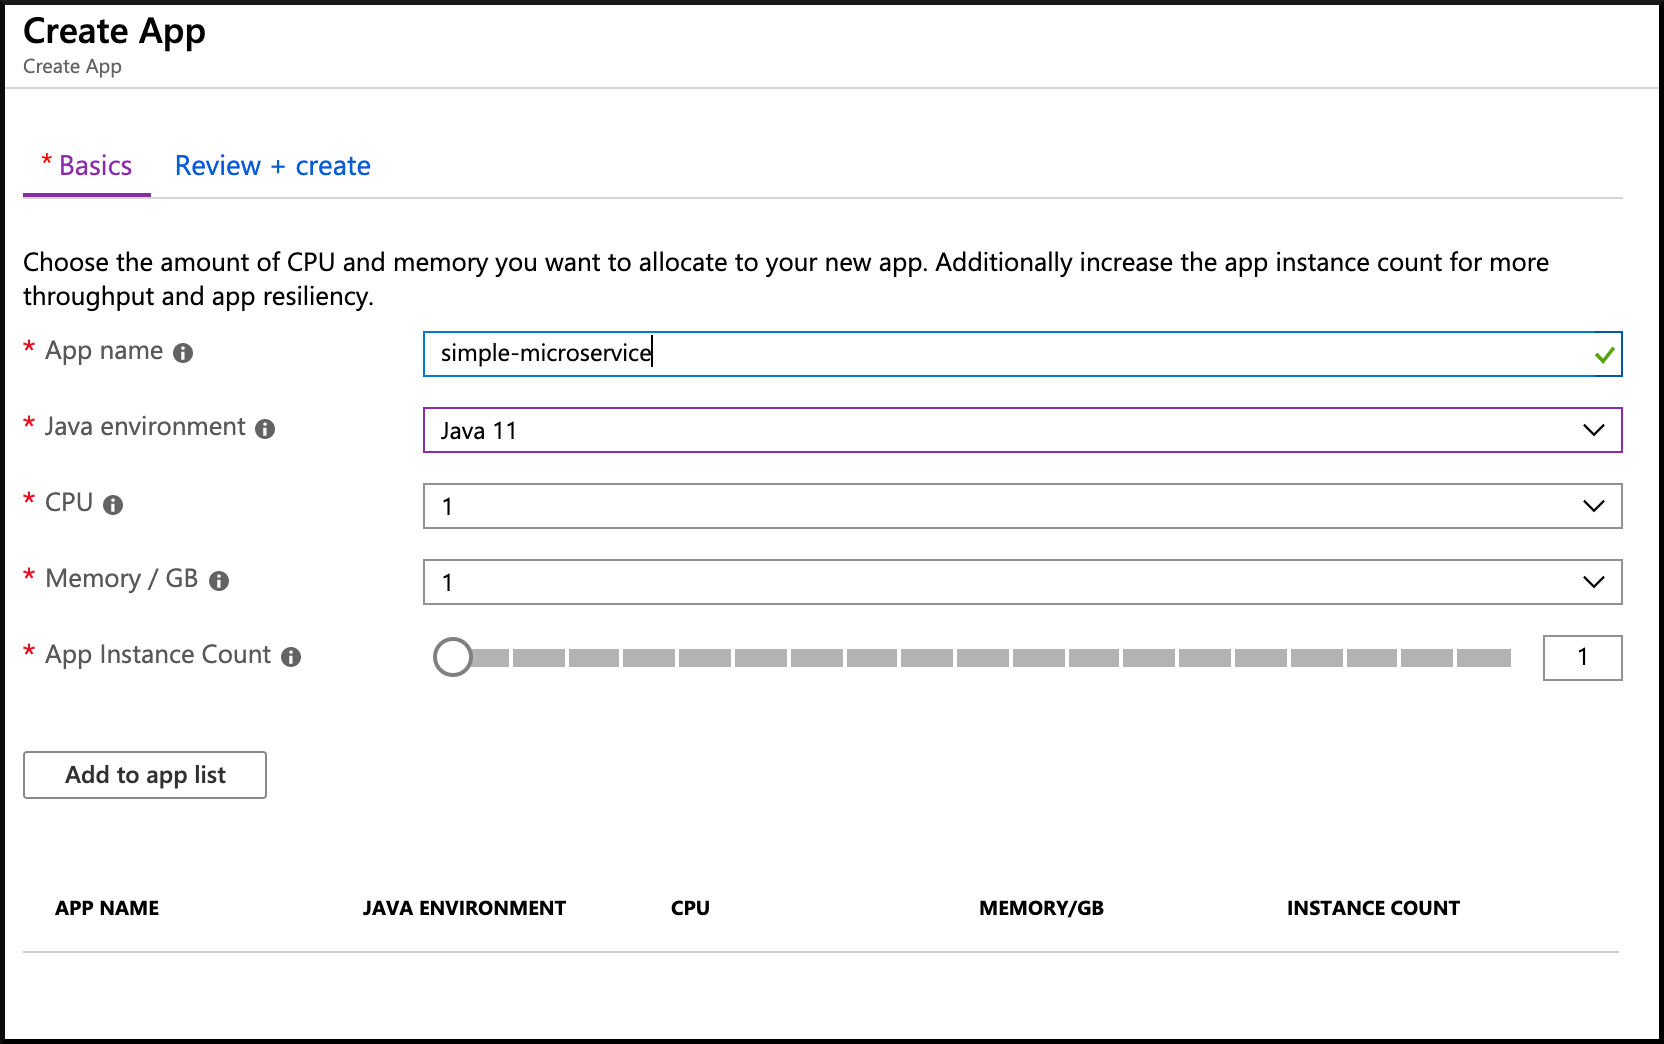 Create App
Create App
* Basics Review + create
Choose the amount of CPU and memory you want to allocate to your new app. Additionally increase the app instance count for more
throughput and app resiliency.
* App name simple-microservice
* Java environment Java 11
* CPU 1
* Memory / GB 1
* App Instance Count 1
Add to app list
APP NAME JAVA ENVIRONMENT CPU MEMORY/GB INSTANCE COUNT